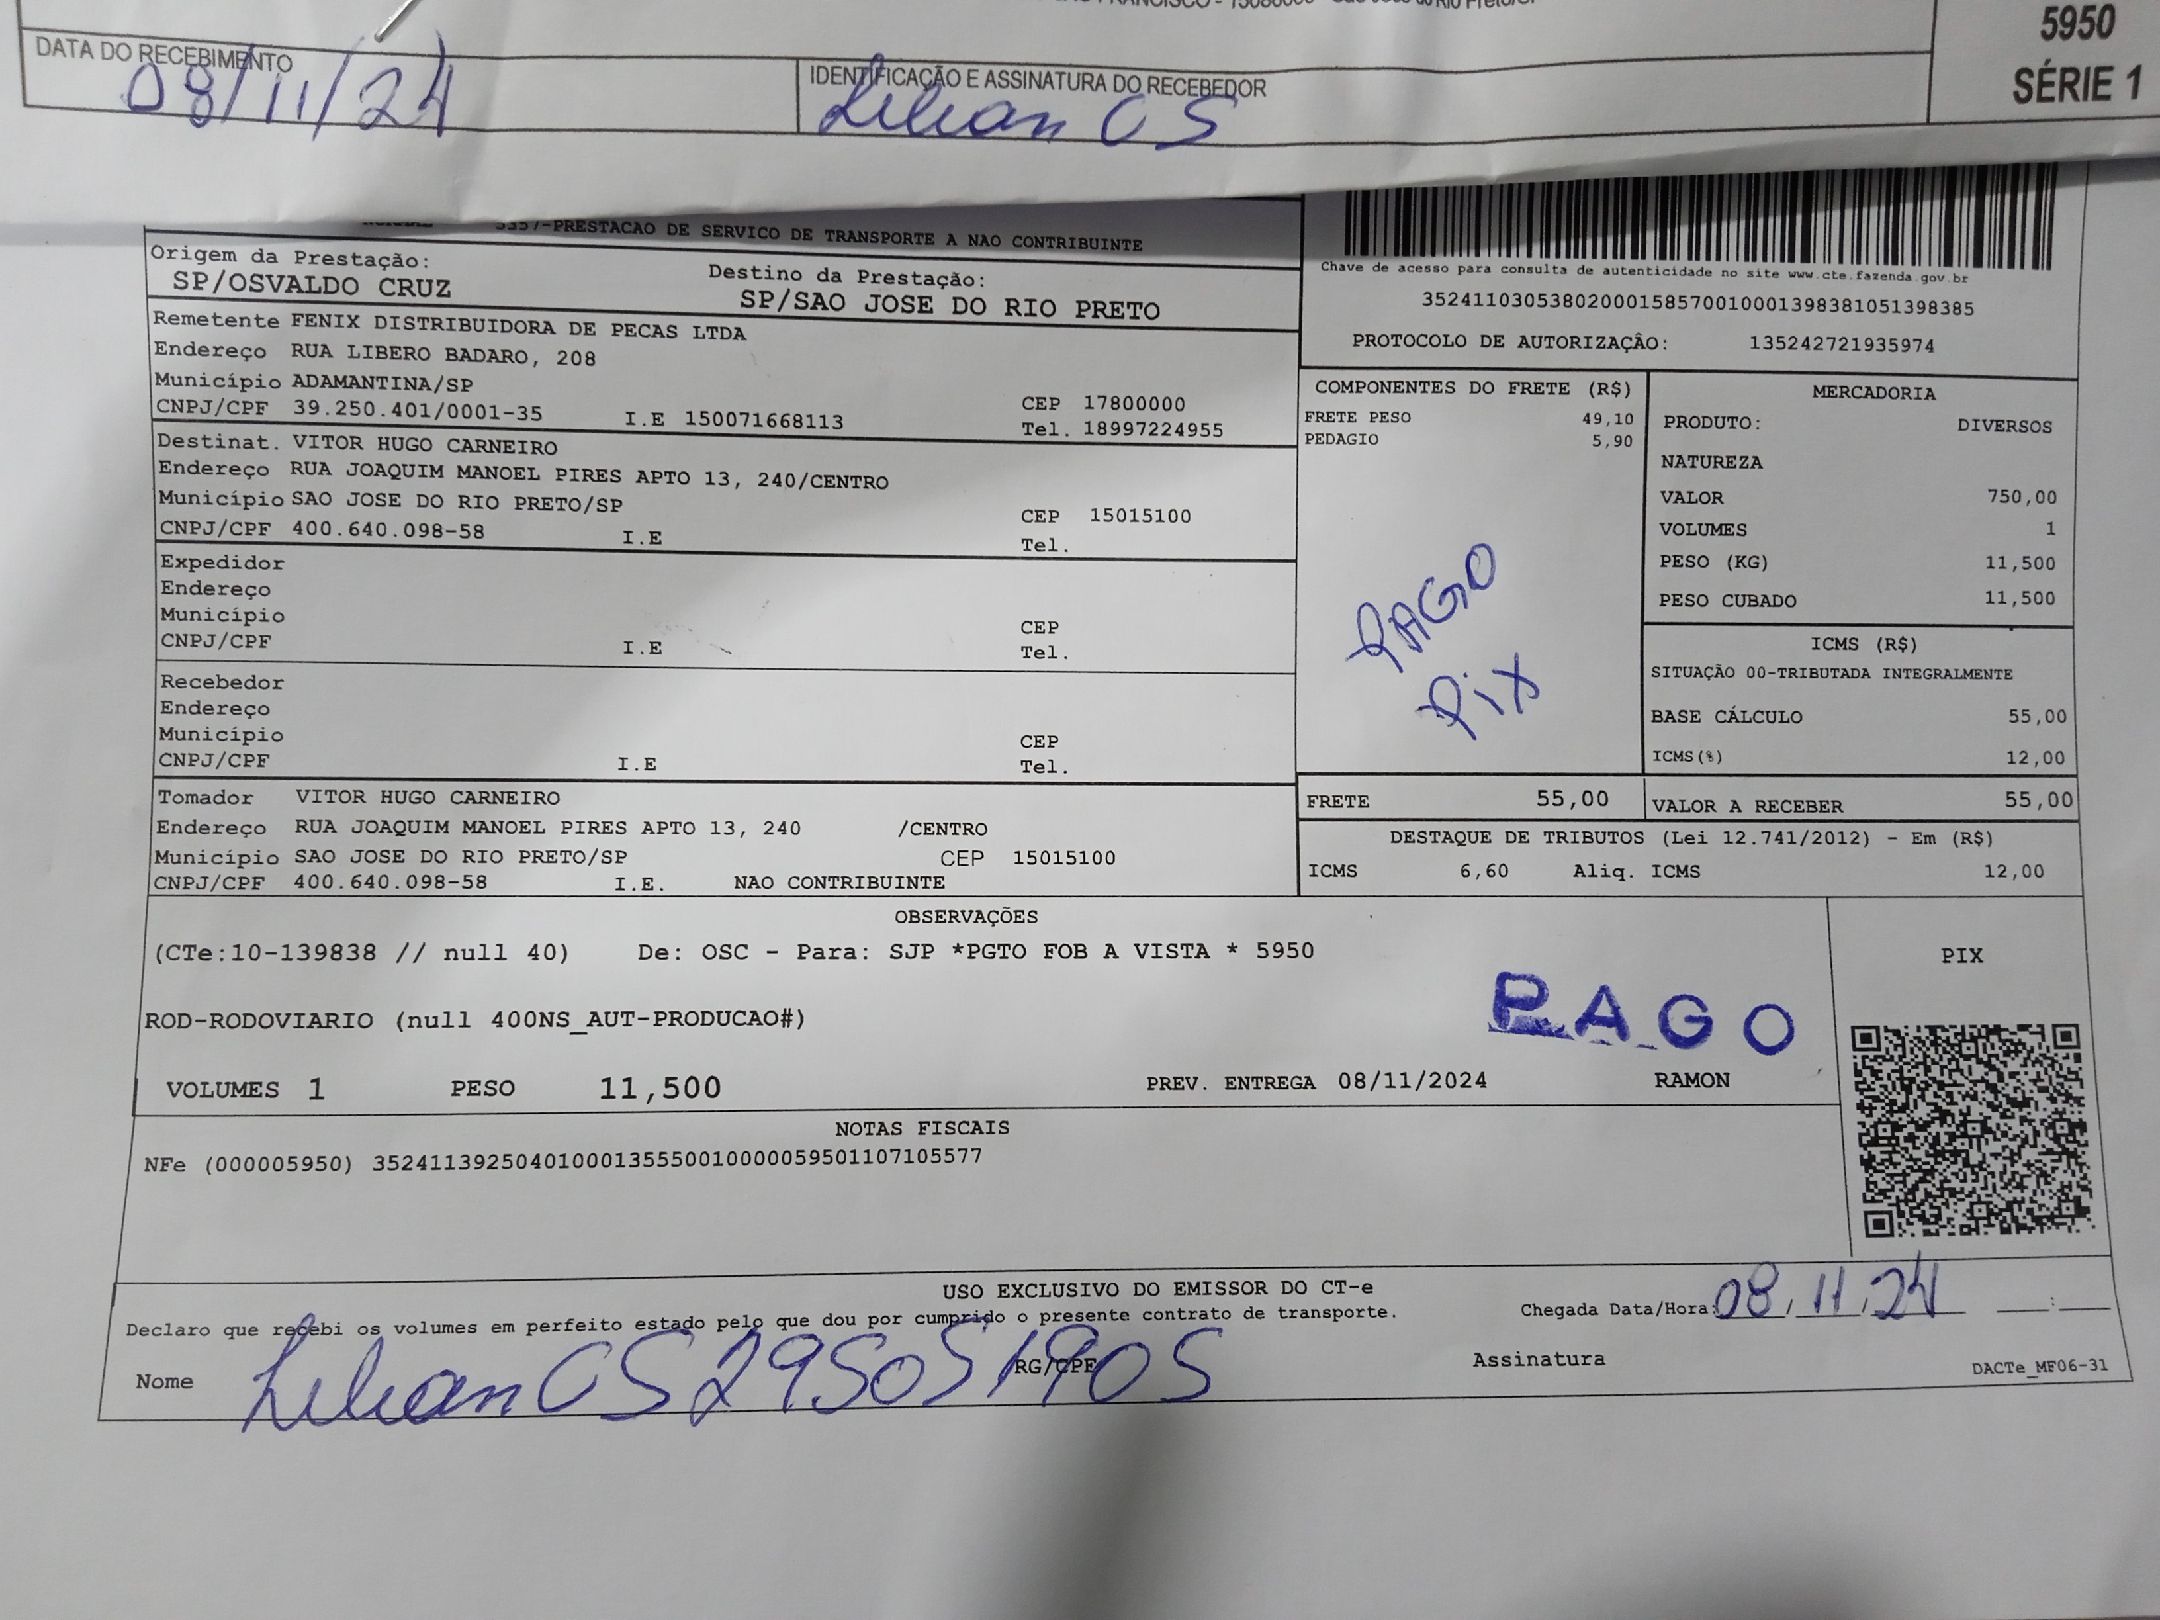 5950
SÉRIE 1
DATA DO RECEBIMENTO
08/11/24
IDENTIFICAÇÃO E ASSINATURA DO RECEBEDOR
Lilian CS
-PRESTACAO DE SERVICO DE TRANSPORTE A NAO CONTRIBUINTE
Origem da Prestação:
SP/OSVALDO CRUZ
Destino da Prestação:
SP/SAO JOSE DO RIO PRETO
Chave de acesso para consulta de autenticidade no site www.cte.fazenda.gov.br
35241103053802000158570010001398381051398385
PROTOCOLO DE AUTORIZAÇÂO: 135242721935974
Remetente FENIX DISTRIBUIDORA DE PECAS LTDA
Endereço RUA LIBERO BADARO, 208
Município ADAMANTINA/SP CEP 17800000
CNPJ/CPF 39.250.401/0001-35 I.E 150071668113 Tel. 18997224955
Destinat. VITOR HUGO CARNEIRO
Endereço RUA JOAQUIM MANOEL PIRES APTO 13, 240/CENTRO
Município SAO JOSE DO RIO PRETO/SP CEP 15015100
CNPJ/CPF 400.640.098-58 I.E Tel.
Expedidor
Endereço
Município CEP
CNPJ/CPF I.E Tel.
Recebedor
Endereço
Município CEP
CNPJ/CPF I.E Tel.
Tomador VITOR HUGO CARNEIRO
Endereço RUA JOAQUIM MANOEL PIRES APTO 13, 240 /CENTRO
Município SAO JOSE DO RIO PRETO/SP CEP 15015100
CNPJ/CPF 400.640.098-58 I.E. NAO CONTRIBUINTE
COMPONENTES DO FRETE (R$)
FRETE PESO 49,10
PEDAGIO 5,90
PAGO
PIX
MERCADORIA
PRODUTO: DIVERSOS
NATUREZA
VALOR 750,00
VOLUMES 1
PESO (KG) 11,500
PESO CUBADO 11,500
ICMS (R$)
SITUAÇÃO 00-TRIBUTADA INTEGRALMENTE
BASE CÁLCULO 55,00
ICMS(%) 12,00
FRETE 55,00
VALOR A RECEBER 55,00
DESTAQUE DE TRIBUTOS (Lei 12.741/2012) - Em (R$)
ICMS 6,60 Aliq. ICMS 12,00
OBSERVAÇÕES
(CTe:10-139838 // null 40) De: OSC - Para: SJP *PGTO FOB A VISTA * 5950
PIX
ROD-RODOVIARIO (null 400NS_AUT-PRODUCAO#)
PAGO
VOLUMES 1 PESO 11,500 PREV. ENTREGA 08/11/2024 RAMON
NOTAS FISCAIS
NFe (000005950) 35241139250401000135550010000059501107105577
USO EXCLUSIVO DO EMISSOR DO CT-e
Declaro que recebi os volumes em perfeito estado pelo que dou por cumprido o presente contrato de transporte.
Chegada Data/Hora: 08/11/24 __:__
Nome Lilian CS 295051905 RG/CPF
Assinatura
DACTe_MF06-31